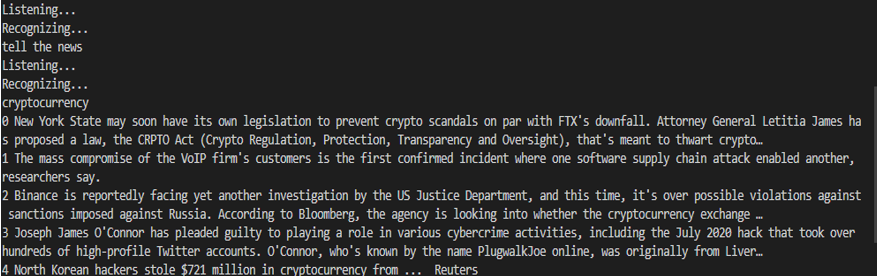 Listening...
Recognizing...
tell the news
Listening...
Recognizing...
cryptocurrency
0 New York State may soon have its own legislation to prevent crypto scandals on par with FTX's downfall. Attorney General Letitia James ha
s proposed a law, the CRPTO Act (Crypto Regulation, Protection, Transparency and Oversight), that's meant to thwart crypto…
1 The mass compromise of the VoIP firm's customers is the first confirmed incident where one software supply chain attack enabled another,
researchers say.
2 Binance is reportedly facing yet another investigation by the US Justice Department, and this time, it's over possible violations against
sanctions imposed against Russia. According to Bloomberg, the agency is looking into whether the cryptocurrency exchange …
3 Joseph James O'Connor has pleaded guilty to playing a role in various cybercrime activities, including the July 2020 hack that took over
hundreds of high-profile Twitter accounts. O'Connor, who's known by the name PlugwalkJoe online, was originally from Liver…
4 North Korean hackers stole $721 million in cryptocurrency from ... Reuters